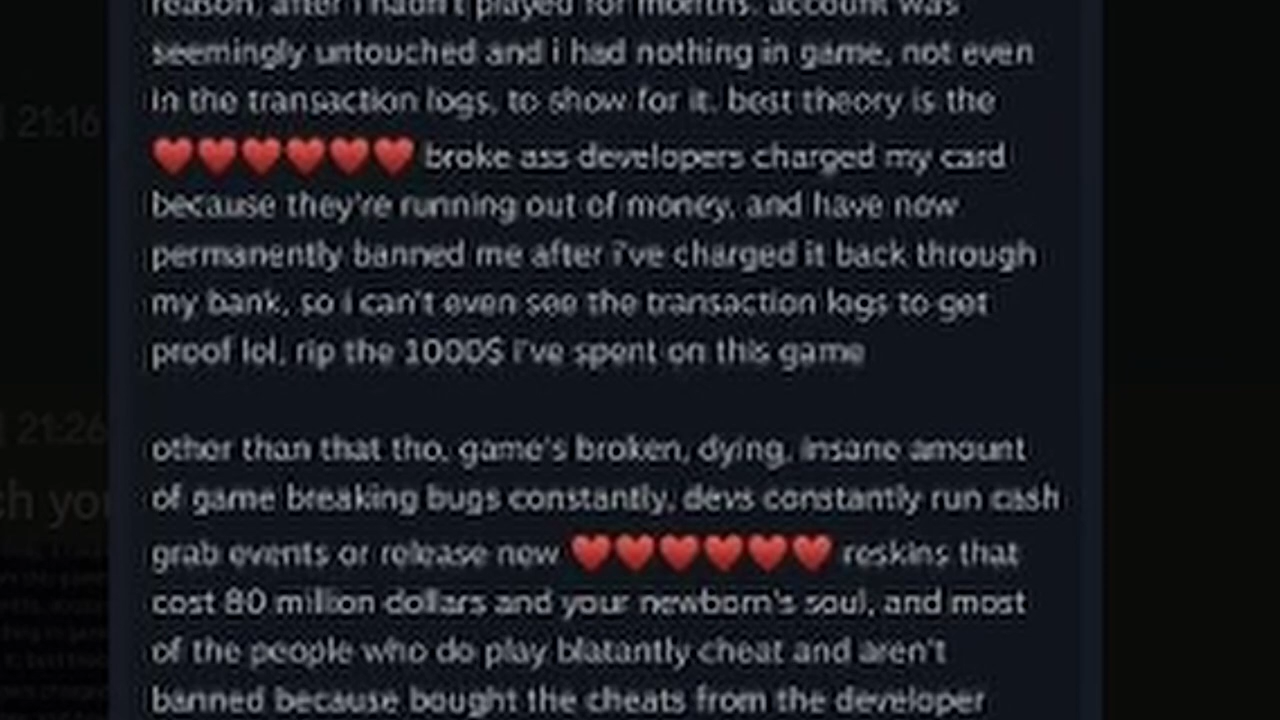 reason, after i hadn't played for months. account was
seemingly untouched and i had nothing in game, not even
in the transaction logs, to show for it. best theory is the
21:16
♥♥♥♥♥♥ broke ass developers charged my card
because they're running out of money, and have now
permanently banned me after i've charged it back through
my bank, so i can't even see the transaction logs to get
proof lol, rip the 1000$ i've spent on this game
21:26
other than that tho, game's broken, dying, insane amount
of game breaking bugs constantly, devs constantly run cash
grab events or release new ♥♥♥♥♥♥ reskins that
cost 80 million dollars and your newborn's soul, and most
of the people who do play blatantly cheat and aren't
banned because bought the cheats from the developer